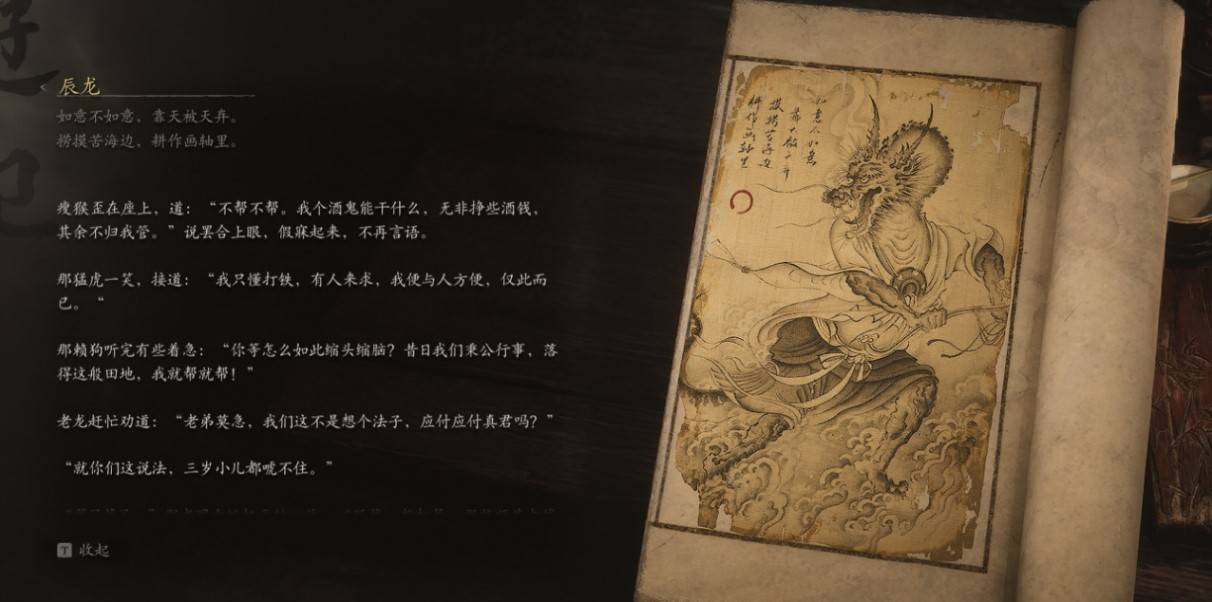 辰龙
如意不如意，靠天被天弃。
捞摸苦海边，耕作画轴里。
瘦猴歪在座上，道：“不帮不帮。我个酒鬼能干什么，无非挣些酒钱，
其余不归我管。”说罢合上眼，假寐起来，不再言语。
那猛虎一笑，接道：“我只懂打铁，有人来求，我便与人方便，仅此而
已。“
那赖狗听完有些着急：“你等怎么如此缩头缩脑？昔日我们秉公行事，落
得这般田地，我就帮就帮！”
老龙赶忙劝道：“老弟莫急，我们这不是想个法子，应付应付真君吗？”
“就你们这说法，三岁小儿都唬不住。”
T 收起
如意不如意
靠天被天弃
捞摸苦海边
耕作画轴里